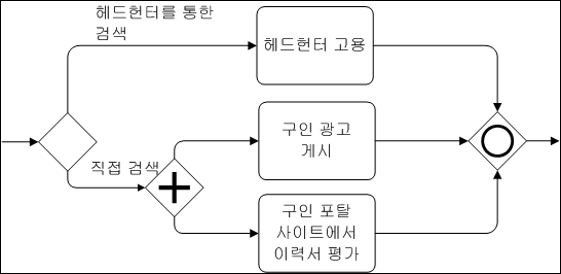 헤드헌터를 통한
검색
헤드헌터 고용
구인 광고
게시
직접 검색
구인 포탈
사이트에서
이력서 평가